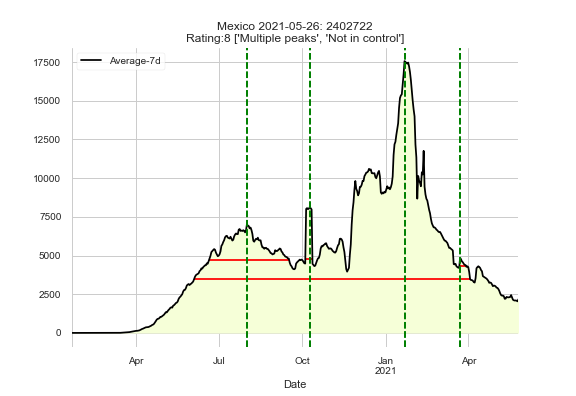 Mexico 2021-05-26: 2402722
Rating:8 ['Multiple peaks', 'Not in control']
Average-7d
17500
15000
12500
10000
7500
5000
2500
0
Apr
Jul
Oct
Jan
2021
Apr
Date